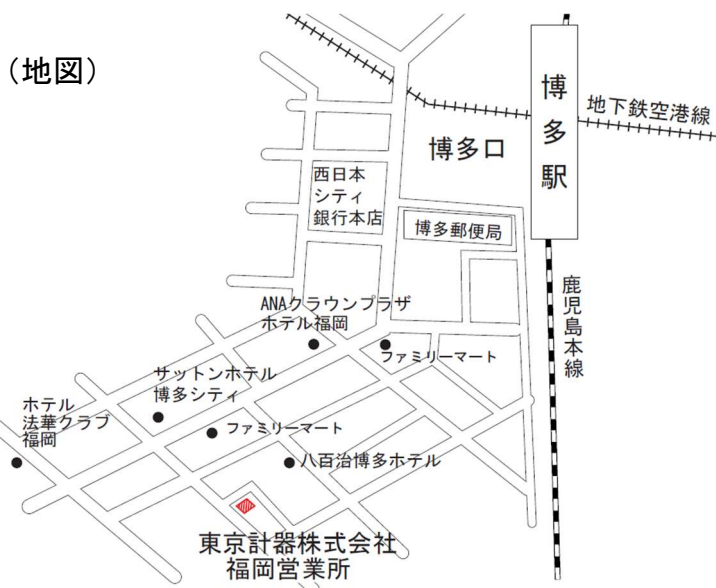 （地図）
博多駅
地下鉄空港線
博多口
西日本
シティ
銀行本店
博多郵便局
鹿児島本線
ANAクラウンプラザ
ホテル福岡
ファミリーマート
サットンホテル
博多シティ
ホテル
法華クラブ
福岡
ファミリーマート
八百治博多ホテル
東京計器株式会社
福岡営業所